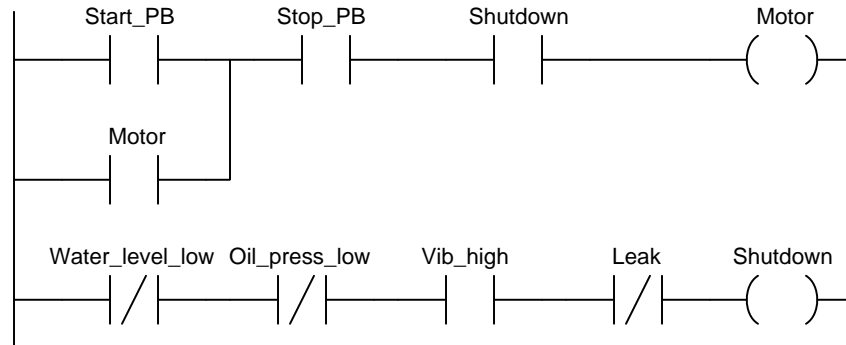 Start_PB Stop_PB Shutdown Motor
Motor
Water_level_low Oil_press_low Vib_high Leak Shutdown